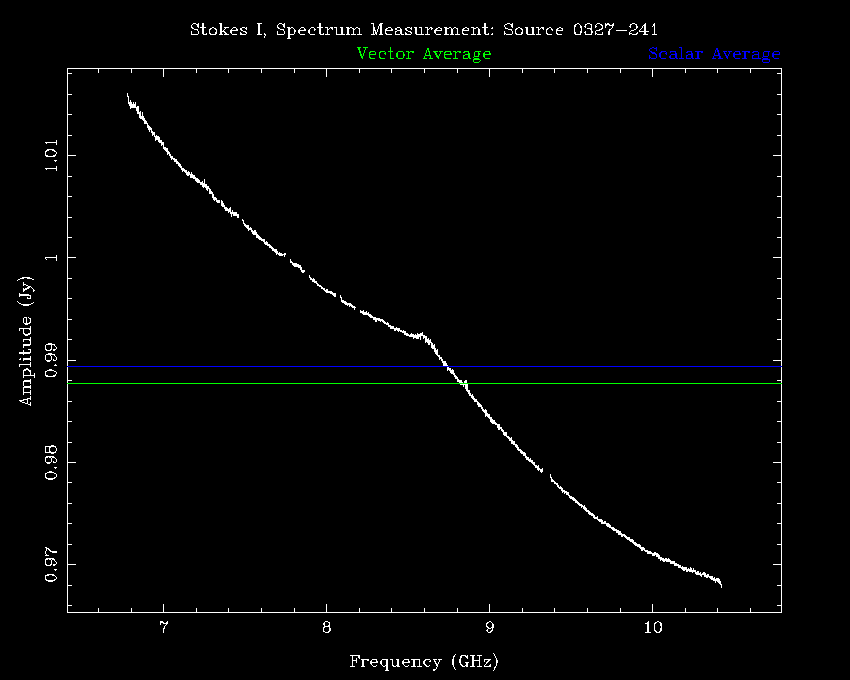 Stokes I, Spectrum Measurement: Source 0327−241
Vector Average Scalar Average
Amplitude (Jy)
1.01
1
0.99
0.98
0.97
7 8 9 10
Frequency (GHz)